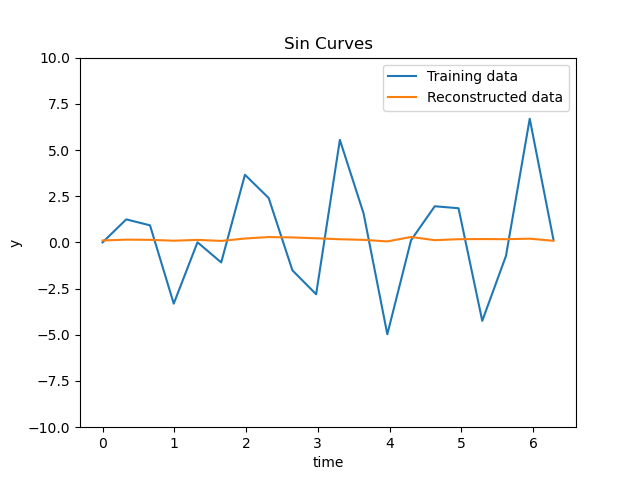 Sin Curves
Training data
Reconstructed data
10.0
7.5
5.0
2.5
0.0
−2.5
−5.0
−7.5
−10.0
y
0 1 2 3 4 5 6
time